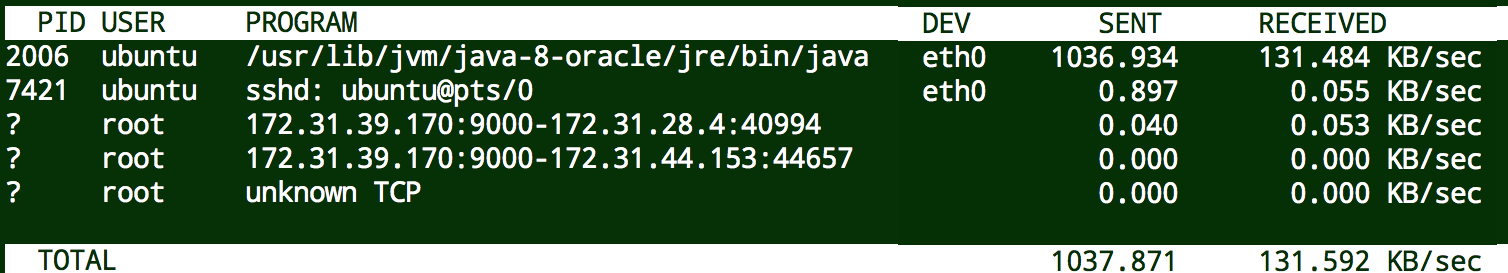 PID USER PROGRAM DEV SENT RECEIVED
2006 ubuntu /usr/lib/jvm/java-8-oracle/jre/bin/java eth0 1036.934 131.484 KB/sec
7421 ubuntu sshd: ubuntu@pts/0 eth0 0.897 0.055 KB/sec
? root 172.31.39.170:9000-172.31.28.4:40994 0.040 0.053 KB/sec
? root 172.31.39.170:9000-172.31.44.153:44657 0.000 0.000 KB/sec
? root unknown TCP 0.000 0.000 KB/sec
TOTAL 1037.871 131.592 KB/sec